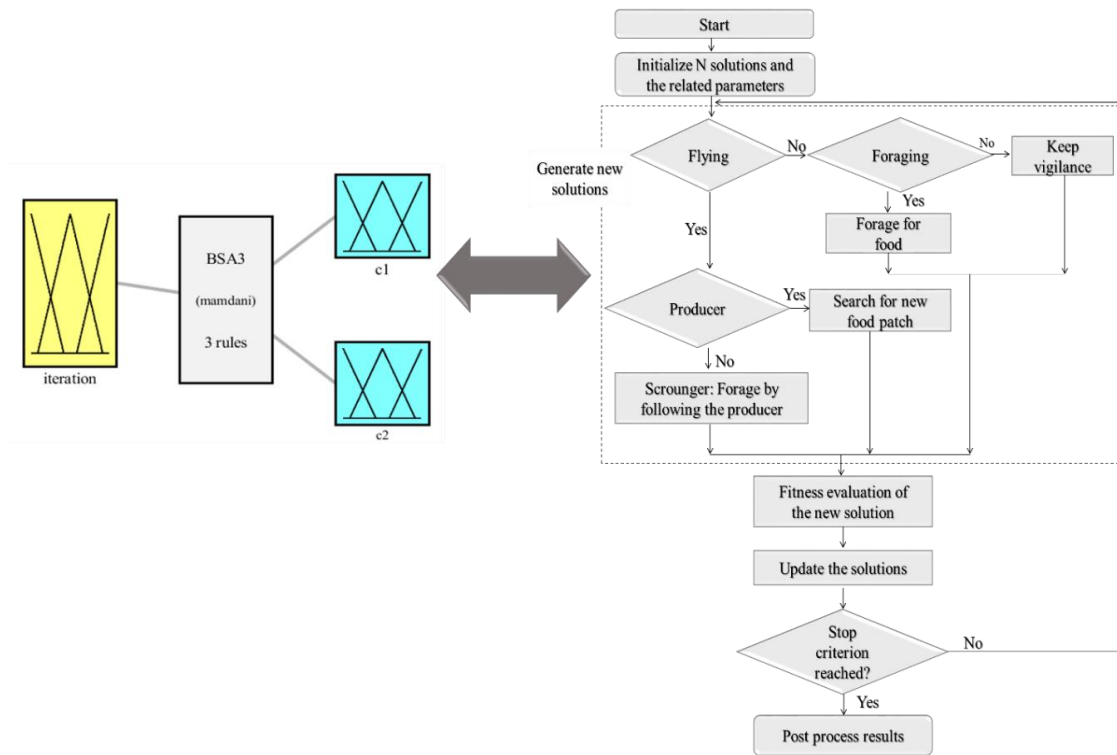 iteration
BSA3
(mamdani)
3 rules
c1
c2
Start
Initialize N solutions and
the related parameters
Generate new
solutions
Flying
No
Foraging
No
Keep
vigilance
Yes
Yes
Forage for
food
Producer
Yes
Search for new
food patch
No
Scrounger: Forage by
following the producer
Fitness evaluation of
the new solution
Update the solutions
Stop
criterion
reached?
No
Yes
Post process results